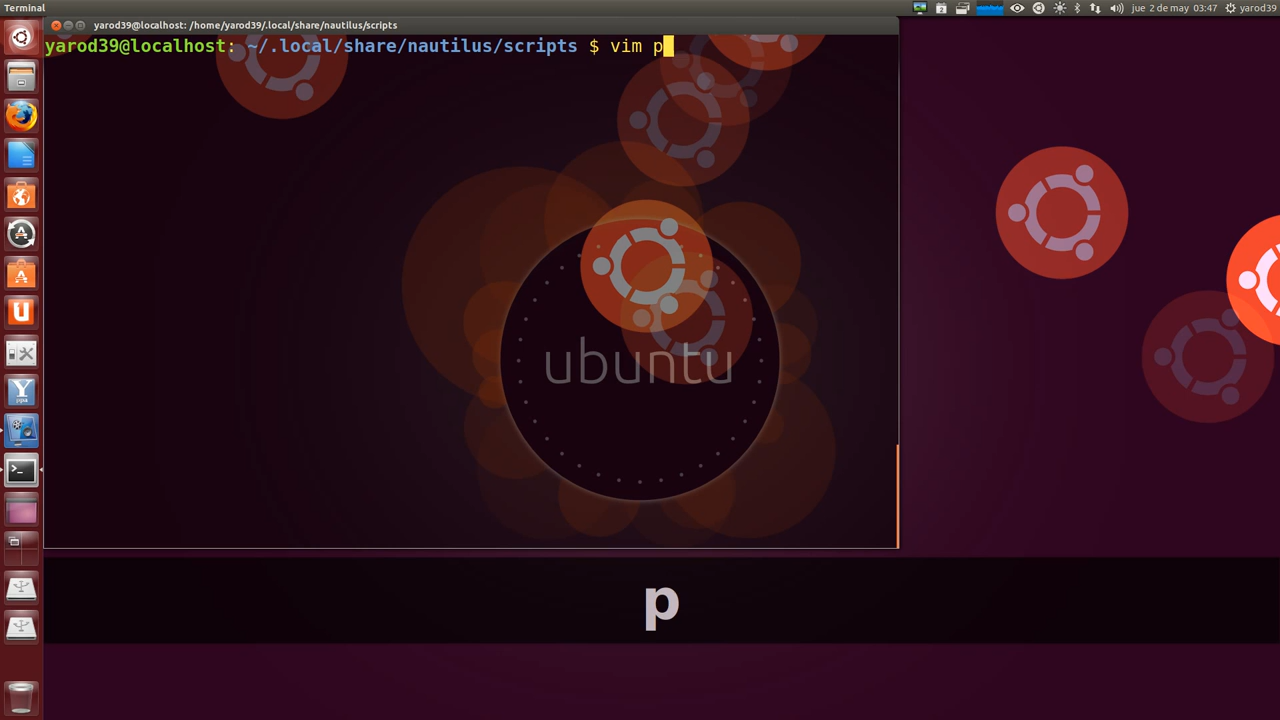 Terminal
jue 2 de may 03:47
yarod39
yarod39@localhost: /home/yarod39/.local/share/nautilus/scripts
yarod39@localhost: ~/.local/share/nautilus/scripts $ vim p
ubuntu
p